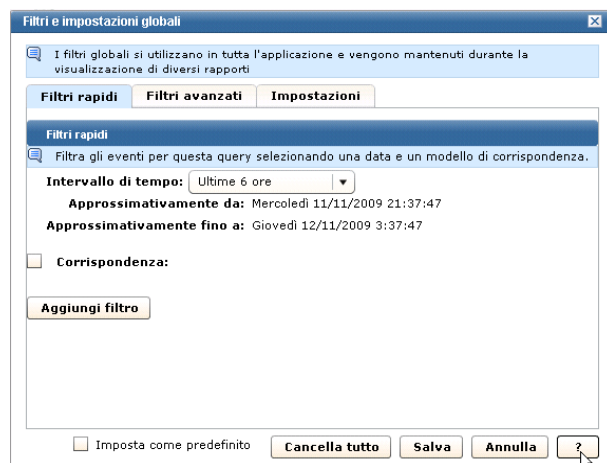 Filtri e impostazioni globali
I filtri globali si utilizzano in tutta l'applicazione e vengono mantenuti durante la
visualizzazione di diversi rapporti
Filtri rapidi Filtri avanzati Impostazioni
Filtri rapidi
Filtra gli eventi per questa query selezionando una data e un modello di corrispondenza.
Intervallo di tempo: Ultime 6 ore
Approssimativamente da: Mercoledì 11/11/2009 21:37:47
Approssimativamente fino a: Giovedì 12/11/2009 3:37:47
Corrispondenza:
Aggiungi filtro
Imposta come predefinito Cancella tutto Salva Annulla ?